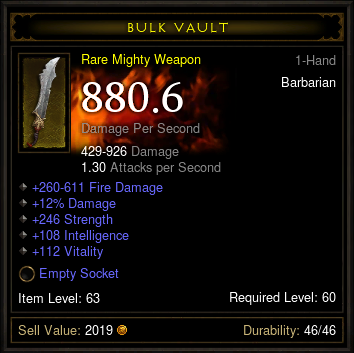 BULK VAULT
Rare Mighty Weapon
1-Hand
Barbarian
880.6
Damage Per Second
429-926 Damage
1.30 Attacks per Second
+260-611 Fire Damage
+12% Damage
+246 Strength
+108 Intelligence
+112 Vitality
Empty Socket
Item Level: 63
Required Level: 60
Sell Value: 2019
Durability: 46/46